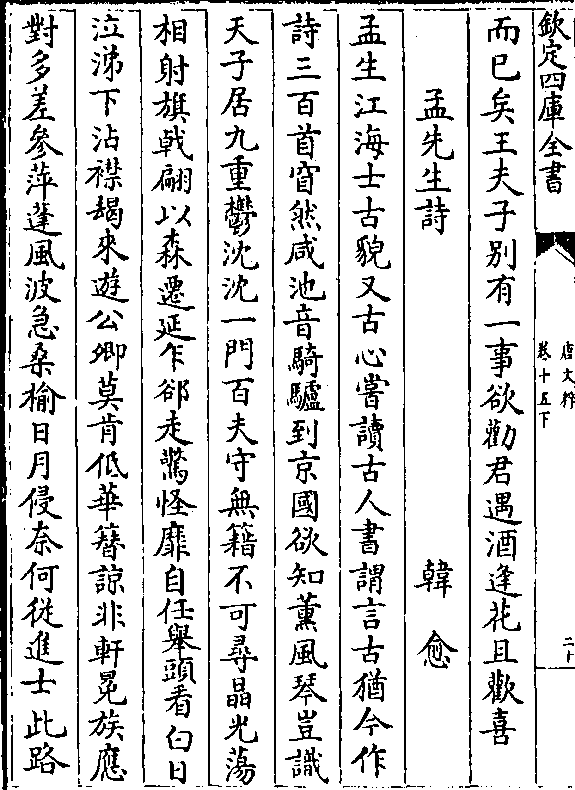 欽定四庫全書
唐文粹
卷十五下
而已矣王夫子别有一事欲勸君遇酒逢花且歡喜
孟先生詩 韓愈
孟生江海士古貌又古心嘗讀古人書謂言古猶今作
詩三百首窅然咸池音騎驢到京國欲知薰風琴豈識
天子居九重鬱沈沈一門百夫守無籍不可尋晶光蕩
相射旗戟翩以森遷延乍郤走驚怪靡自任舉頭看白日
泣涕下沾襟朅來遊公卿莫肯低華簪諒非軒冕族應
對多差參萍蓬風波急桑榆日月侵奈何從進士此路